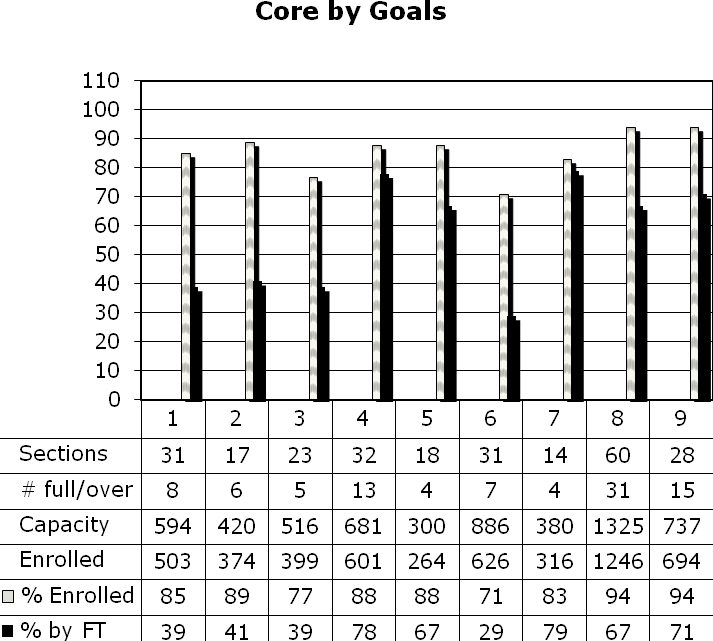 Core by Goals
110
100
90
80
70
60
50
40
30
20
10
0
1 2 3 4 5 6 7 8 9
Sections 31 17 23 32 18 31 14 60 28
# full/over 8 6 5 13 4 7 4 31 15
Capacity 594 420 516 681 300 886 380 1325 737
Enrolled 503 374 399 601 264 626 316 1246 694
% Enrolled 85 89 77 88 88 71 83 94 94
% by FT 39 41 39 78 67 29 79 67 71